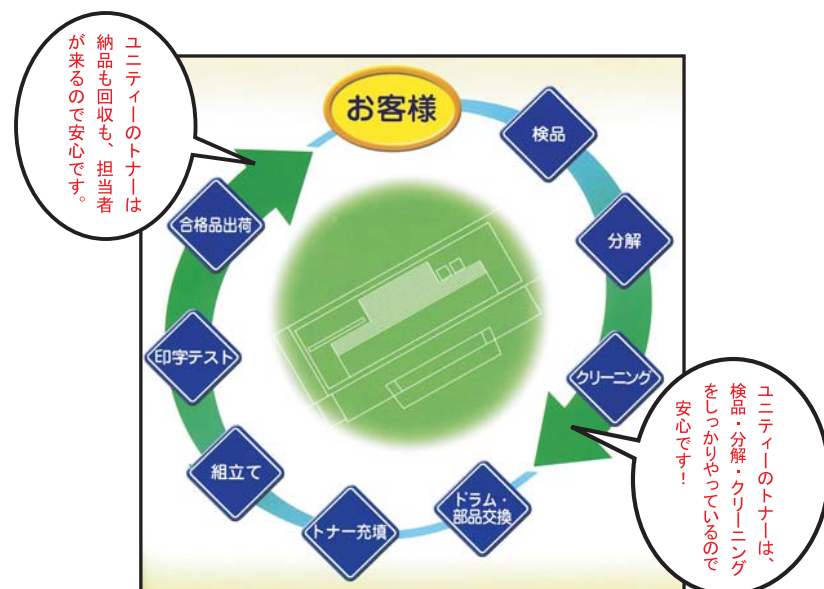 ユニティーのトナーは
納品も回収も、担当者
が来るので安心です。
お客様
検品
分解
クリーニング
ドラム・
部品交換
トナー充填
組立て
印字テスト
合格品出荷
ユニティーのトナーは、
検品・分解・クリーニング
をしっかりやっているので
安心です！